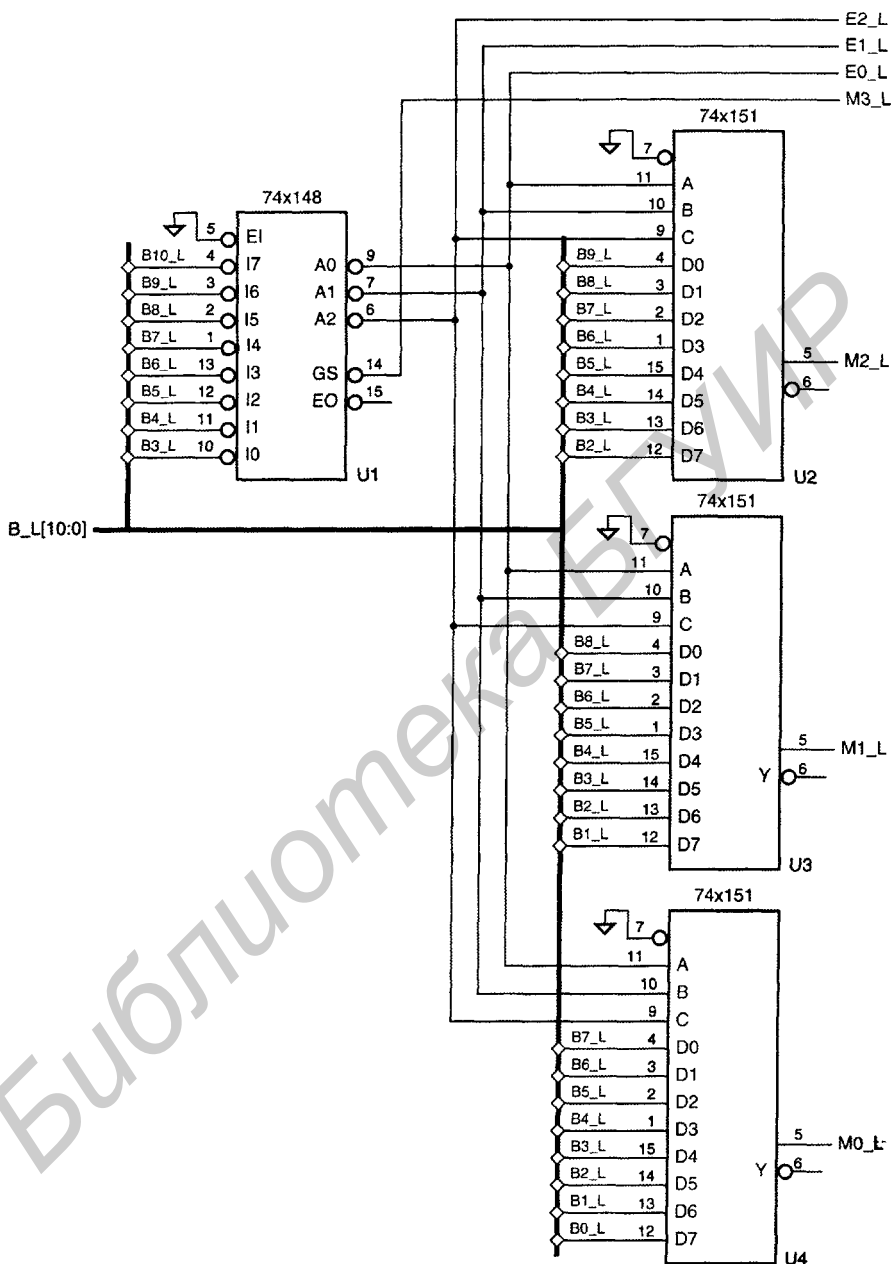 E2_L
E1_L
E0_L
M3_L
74x148
5 EI
B10_L 4 I7
B9_L 3 I6
B8_L 2 I5
B7_L 1 I4
B6_L 13 I3
B5_L 12 I2
B4_L 11 I1
B3_L 10 I0
A0 9
A1 7
A2 6
GS 14
EO 15
U1
B_L[10:0]
74x151
7
11 A
10 B
9 C
B9_L 4 D0
B8_L 3 D1
B7_L 2 D2
B6_L 1 D3
B5_L 15 D4
B4_L 14 D5
B3_L 13 D6
B2_L 12 D7
5 M2_L
6
U2
74x151
7
11 A
10 B
9 C
B8_L 4 D0
B7_L 3 D1
B6_L 2 D2
B5_L 1 D3
B4_L 15 D4
B3_L 14 D5
B2_L 13 D6
B1_L 12 D7
5 M1_L
Y 6
U3
74x151
7
11 A
10 B
9 C
B7_L 4 D0
B6_L 3 D1
B5_L 2 D2
B4_L 1 D3
B3_L 15 D4
B2_L 14 D5
B1_L 13 D6
B0_L 12 D7
5 M0_L
Y 6
U4
Библиотека БГУИР